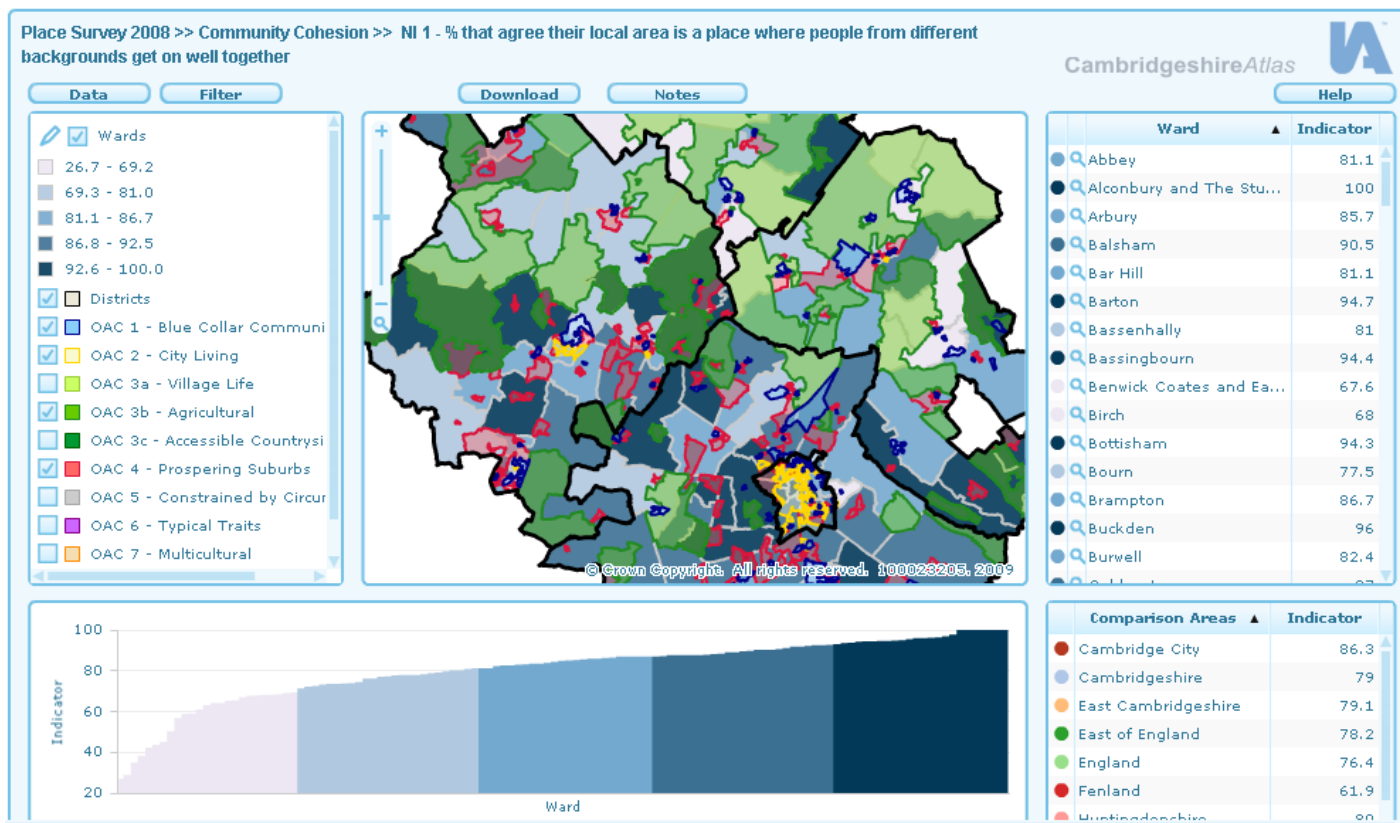 Place Survey 2008 >> Community Cohesion >> NI 1 - % that agree their local area is a place where people from different
backgrounds get on well together
CambridgeshireAtlas
Data
Filter
Download
Notes
Help
Wards
26.7 - 69.2
69.3 - 81.0
81.1 - 86.7
86.8 - 92.5
92.6 - 100.0
Districts
OAC 1 - Blue Collar Communi
OAC 2 - City Living
OAC 3a - Village Life
OAC 3b - Agricultural
OAC 3c - Accessible Countrysi
OAC 4 - Prospering Suburbs
OAC 5 - Constrained by Circur
OAC 6 - Typical Traits
OAC 7 - Multicultural
© Crown Copyright. All rights reserved. 100023205. 2009
Ward ▲ Indicator
Abbey 81.1
Alconbury and The Stu... 100
Arbury 85.7
Balsham 90.5
Bar Hill 81.1
Barton 94.7
Bassenhally 81
Bassingbourn 94.4
Benwick Coates and Ea... 67.6
Birch 68
Bottisham 94.3
Bourn 77.5
Brampton 86.7
Buckden 96
Burwell 82.4
100
80
60
40
20
Indicator
Ward
Comparison Areas ▲ Indicator
Cambridge City 86.3
Cambridgeshire 79
East Cambridgeshire 79.1
East of England 78.2
England 76.4
Fenland 61.9
Huntingdonshire 80